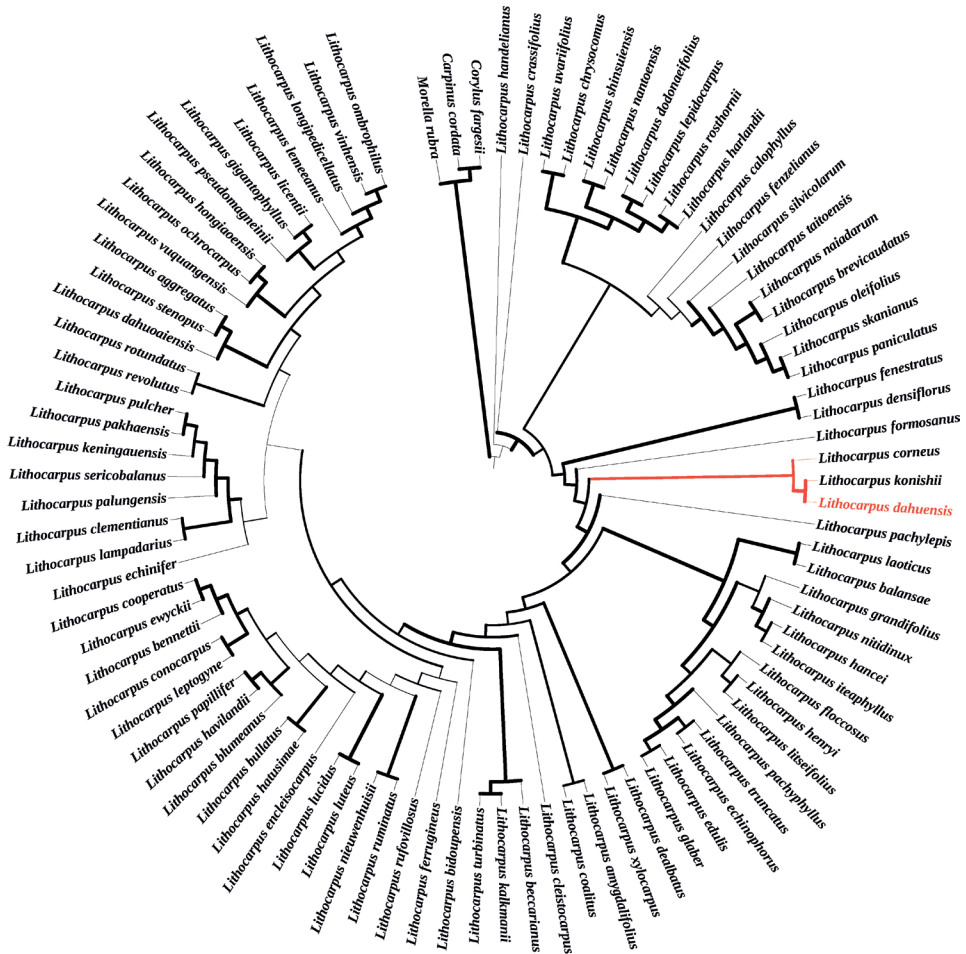 Lithocarpus handelianus
Lithocarpus crassifolius
Lithocarpus uvariifolius
Lithocarpus chrysocomus
Lithocarpus shinsuiensis
Lithocarpus nantoensis
Lithocarpus dodonaeifolius
Lithocarpus lepidocarpus
Lithocarpus rosthornii
Lithocarpus harlandii
Lithocarpus calophyllus
Lithocarpus fenzelianus
Lithocarpus silvicolarum
Lithocarpus taitoensis
Lithocarpus naiadarum
Lithocarpus brevicaudatus
Lithocarpus oleifolius
Lithocarpus skanianus
Lithocarpus paniculatus
Lithocarpus fenestratus
Lithocarpus densiflorus
Lithocarpus formosanus
Lithocarpus corneus
Lithocarpus konishii
Lithocarpus dahuensis
Lithocarpus pachylepis
Lithocarpus laoticus
Lithocarpus balansae
Lithocarpus grandifolius
Lithocarpus nitidinux
Lithocarpus hancei
Lithocarpus iteaphyllus
Lithocarpus floccosus
Lithocarpus henryi
Lithocarpus litseifolius
Lithocarpus pachyphyllus
Lithocarpus truncatus
Lithocarpus echinophorus
Lithocarpus edulis
Lithocarpus glaber
Lithocarpus dealbatus
Lithocarpus xylocarpus
Lithocarpus amygdalifolius
Lithocarpus coalitus
Lithocarpus cleistocarpus
Lithocarpus beccarianus
Lithocarpus kalkmanii
Lithocarpus turbinatus
Lithocarpus bidoupensis
Lithocarpus ferrugineus
Lithocarpus rufovillosus
Lithocarpus ruminatus
Lithocarpus nieuwenhuisii
Lithocarpus luteus
Lithocarpus lucidus
Lithocarpus encleisocarpus
Lithocarpus hatusimae
Lithocarpus bullatus
Lithocarpus blumeanus
Lithocarpus havilandii
Lithocarpus papillifer
Lithocarpus leptogyne
Lithocarpus conocarpus
Lithocarpus bennettii
Lithocarpus ewyckii
Lithocarpus cooperatus
Lithocarpus echinifer
Lithocarpus lampadarius
Lithocarpus clementianus
Lithocarpus palungensis
Lithocarpus sericobalanus
Lithocarpus keningauensis
Lithocarpus pakhaensis
Lithocarpus pulcher
Lithocarpus revolutus
Lithocarpus rotundatus
Lithocarpus dahuoaiensis
Lithocarpus stenopus
Lithocarpus aggregatus
Lithocarpus vuquangensis
Lithocarpus ochrocarpus
Lithocarpus hongiaoensis
Lithocarpus pseudomagneinii
Lithocarpus gigantophyllus
Lithocarpus licentii
Lithocarpus lemeeanus
Lithocarpus longipedicellatus
Lithocarpus vinhensis
Lithocarpus ombrophilus
Morella rubra
Carpinus cordata
Corylus fargesii